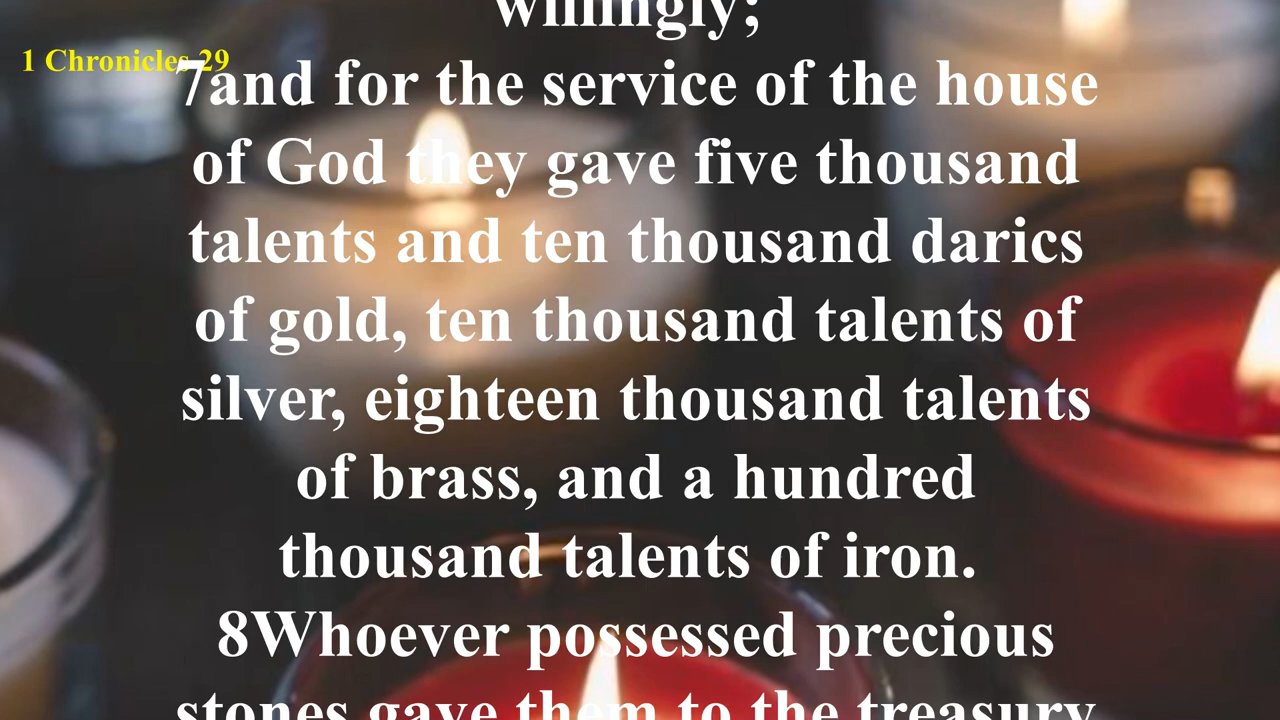 willingly;
1 Chronicles 29
7and for the service of the house
of God they gave five thousand
talents and ten thousand darics
of gold, ten thousand talents of
silver, eighteen thousand talents
of brass, and a hundred
thousand talents of iron.
8Whoever possessed precious
stones gave them to the treasury